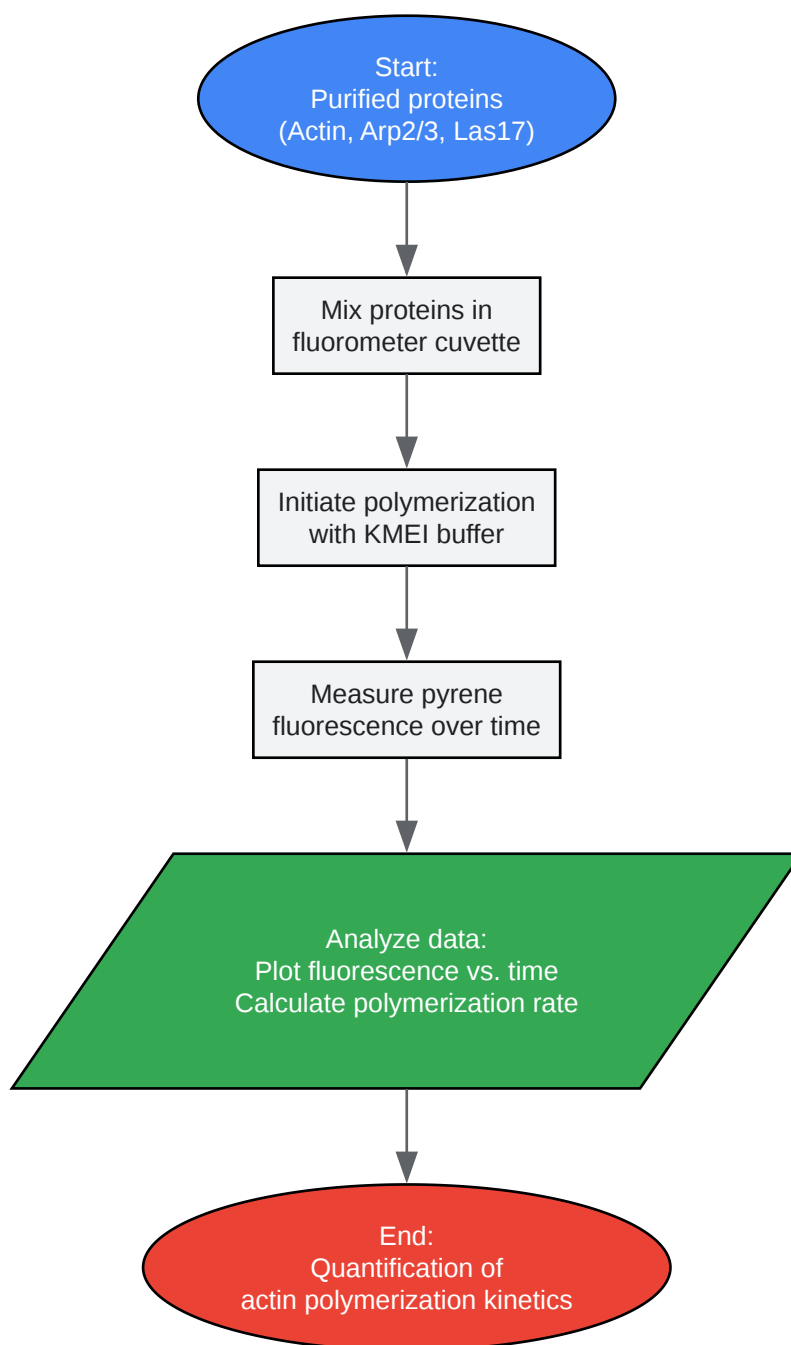 Start:
Purified proteins
(Actin, Arp2/3, Las17)
Mix proteins in
fluorometer cuvette
Initiate polymerization
with KMEI buffer
Measure pyrene
fluorescence over time
Analyze data:
Plot fluorescence vs. time
Calculate polymerization rate
End:
Quantification of
actin polymerization kinetics